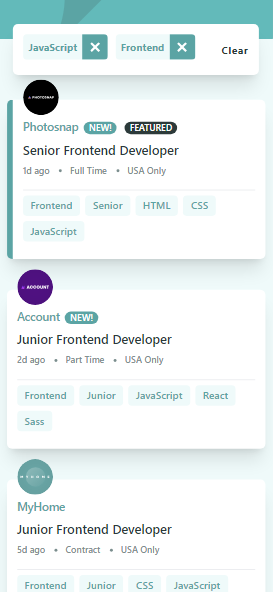 JavaScript Frontend Clear
PHOTOSNAP
Photosnap NEW! FEATURED
Senior Frontend Developer
1d ago • Full Time • USA Only
Frontend Senior HTML CSS
JavaScript
ACCOUNT
Account NEW!
Junior Frontend Developer
2d ago • Part Time • USA Only
Frontend Junior JavaScript React
Sass
MYHOME
MyHome
Junior Frontend Developer
5d ago • Contract • USA Only
Frontend Junior CSS JavaScript